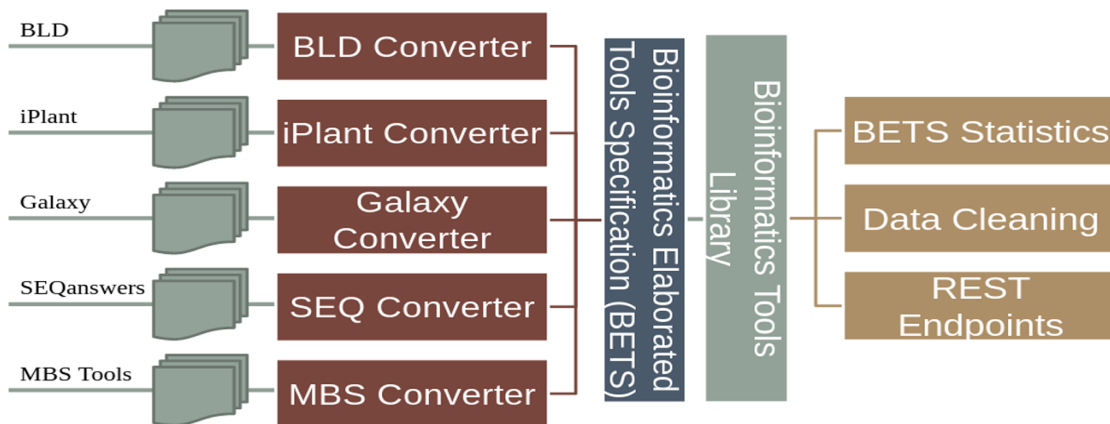 BLD
BLD Converter
iPlant
iPlant Converter
Galaxy
Galaxy
Converter
SEQanswers
SEQ Converter
MBS Tools
MBS Converter
Bioinformatics Elaborated
Tools Specification (BETS)
Bioinformatics Tools
Library
BETS Statistics
Data Cleaning
REST
Endpoints